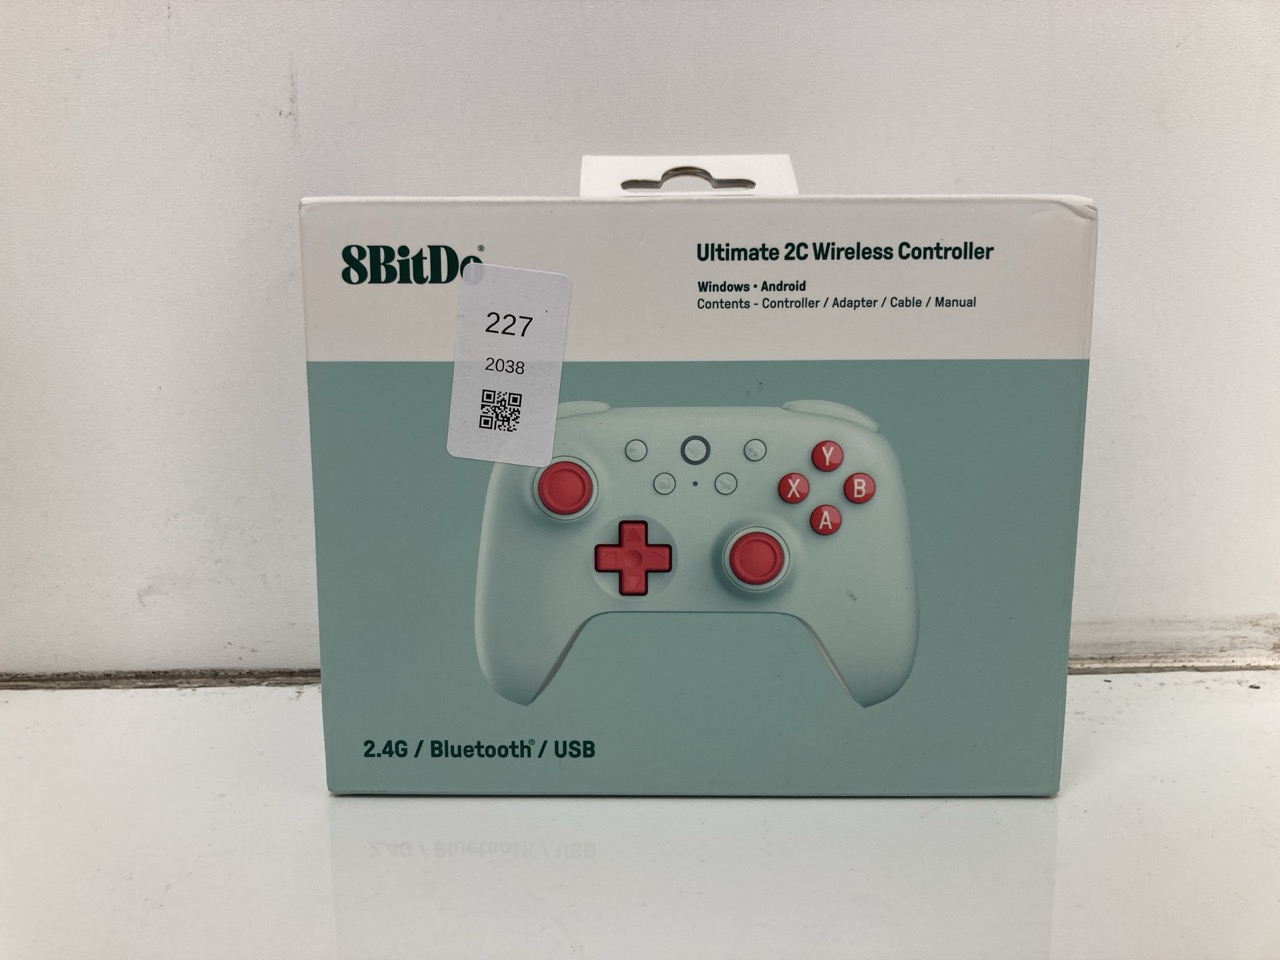 8BitDo®
Ultimate 2C Wireless Controller
Windows • Android
Contents - Controller / Adapter / Cable / Manual
227
2038
Y
X B
A
2.4G / Bluetooth® / USB